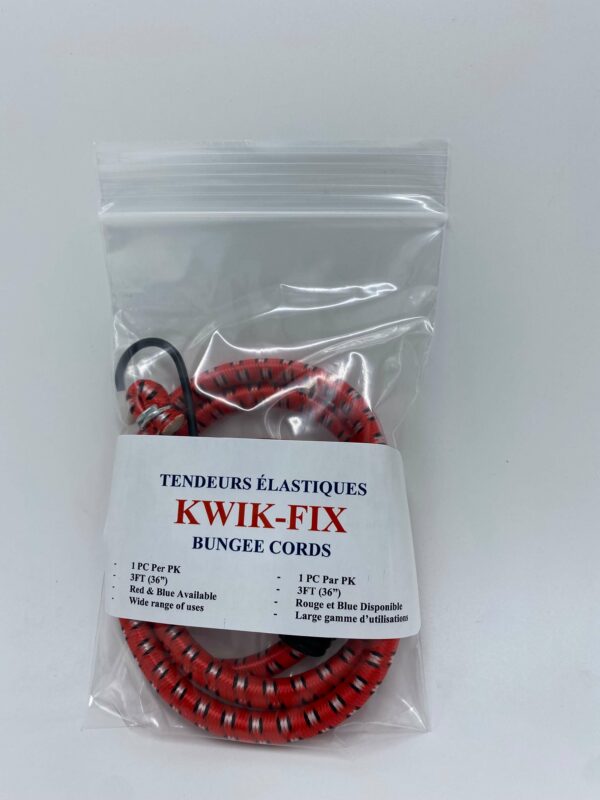 TENDEURS ÉLASTIQUES
KWIK-FIX
BUNGEE CORDS
- 1 PC Per PK
- 3FT (36”)
- Red & Blue Available
- Wide range of uses
- 1 PC Par PK
- 3FT (36”)
- Rouge et Blue Disponible
- Large gamme d’utilisations